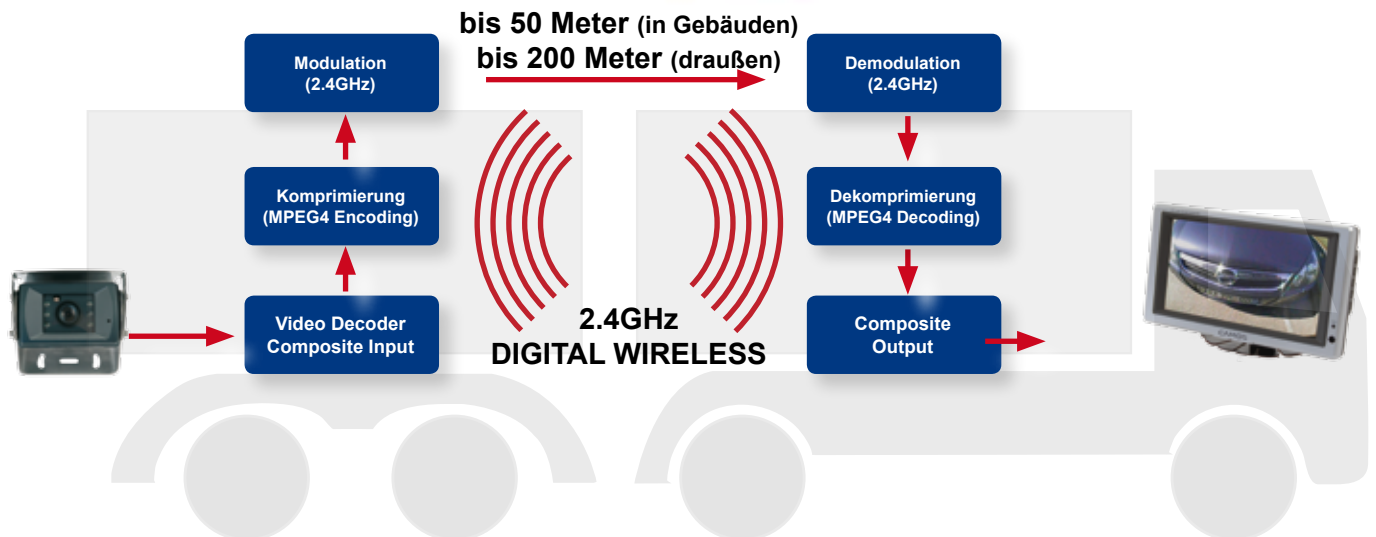 bis 50 Meter (in Gebäuden)
bis 200 Meter (draußen)
Modulation
(2.4GHz)
Demodulation
(2.4GHz)
Komprimierung
(MPEG4 Encoding)
Dekomprimierung
(MPEG4 Decoding)
Video Decoder
Composite Input
2.4GHz
DIGITAL WIRELESS
Composite
Output